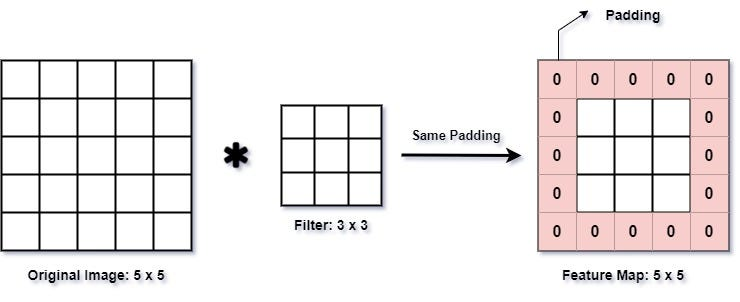 Padding
0 0 0 0 0
0 0
Same Padding
0 0
0 0
0 0 0 0 0
Filter: 3 x 3
Original Image: 5 x 5
Feature Map: 5 x 5